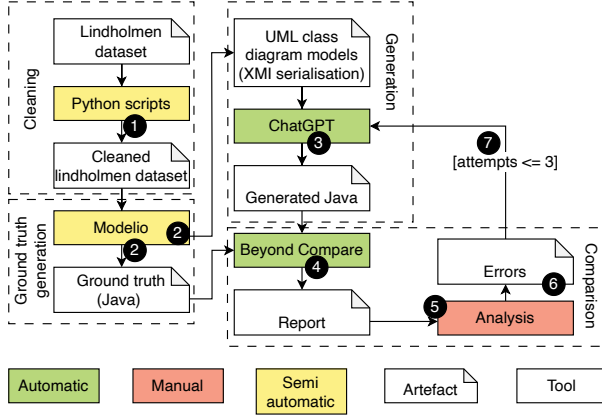 Cleaning
Lindholmen
dataset
Python scripts
1
Cleaned
lindholmen dataset
Ground truth
generation
Modelio
2
2
Ground truth
(Java)
UML class
diagram models
(XMI serialisation)
Generation
ChatGPT
3
Generated Java
7
[attempts <= 3]
Beyond Compare
4
Report
Comparison
Errors
6
5
Analysis
Automatic
Manual
Semi
automatic
Artefact
Tool